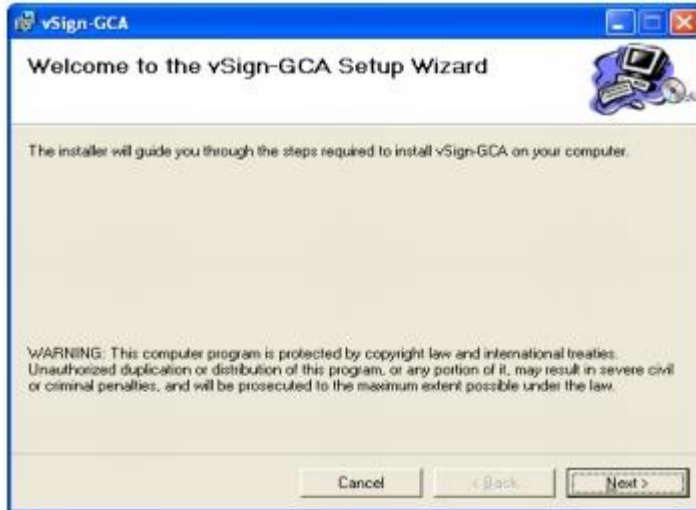 vSign-GCA
Welcome to the vSign-GCA Setup Wizard
The installer will guide you through the steps required to install vSign-GCA on your computer.
WARNING: This computer program is protected by copyright law and international treaties.
Unauthorized duplication or distribution of this program, or any portion of it, may result in severe civil
or criminal penalties, and will be prosecuted to the maximum extent possible under the law.
Cancel
< Back
Next >